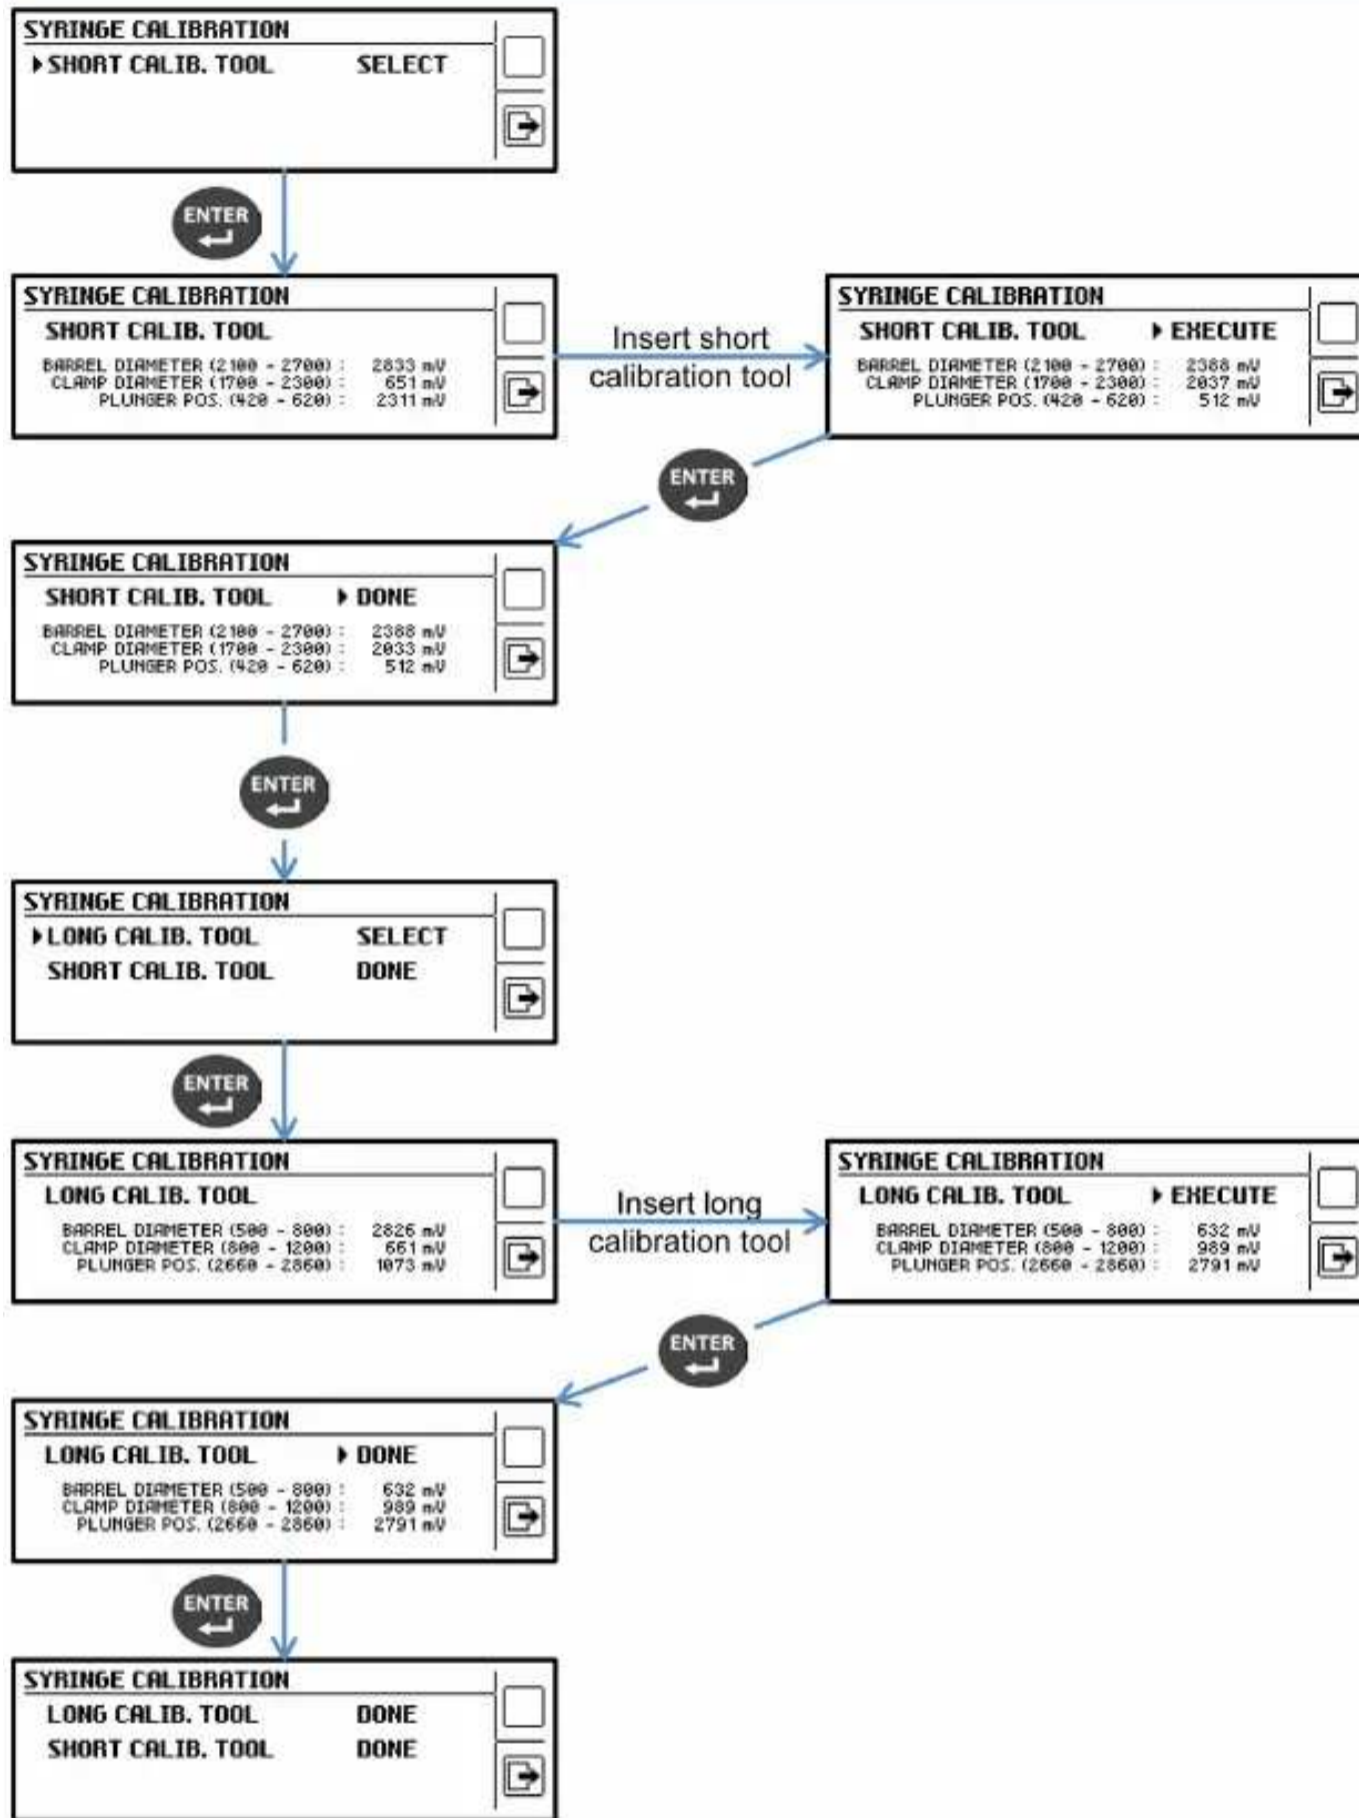 SYRINGE CALIBRATION
SHORT CALIB. TOOL SELECT
ENTER
SYRINGE CALIBRATION
SHORT CALIB. TOOL
BARREL DIAMETER (2100 - 2700) : 2833 mV
CLAMP DIAMETER (1700 - 2300) : 651 mV
PLUNGER POS. (420 - 620) : 2311 mV
Insert short
calibration tool
SYRINGE CALIBRATION
SHORT CALIB. TOOL EXECUTE
BARREL DIAMETER (2100 - 2700) : 2388 mV
CLAMP DIAMETER (1700 - 2300) : 2037 mV
PLUNGER POS. (420 - 620) : 512 mV
ENTER
SYRINGE CALIBRATION
SHORT CALIB. TOOL DONE
BARREL DIAMETER (2100 - 2700) : 2388 mV
CLAMP DIAMETER (1700 - 2300) : 2033 mV
PLUNGER POS. (420 - 620) : 512 mV
ENTER
SYRINGE CALIBRATION
LONG CALIB. TOOL SELECT
SHORT CALIB. TOOL DONE
ENTER
SYRINGE CALIBRATION
LONG CALIB. TOOL
BARREL DIAMETER (500 - 800) : 2826 mV
CLAMP DIAMETER (800 - 1200) : 661 mV
PLUNGER POS. (2660 - 2860) : 1073 mV
Insert long
calibration tool
SYRINGE CALIBRATION
LONG CALIB. TOOL EXECUTE
BARREL DIAMETER (500 - 800) : 632 mV
CLAMP DIAMETER (800 - 1200) : 989 mV
PLUNGER POS. (2660 - 2860) : 2791 mV
ENTER
SYRINGE CALIBRATION
LONG CALIB. TOOL DONE
BARREL DIAMETER (500 - 800) : 632 mV
CLAMP DIAMETER (800 - 1200) : 989 mV
PLUNGER POS. (2660 - 2860) : 2791 mV
ENTER
SYRINGE CALIBRATION
LONG CALIB. TOOL DONE
SHORT CALIB. TOOL DONE